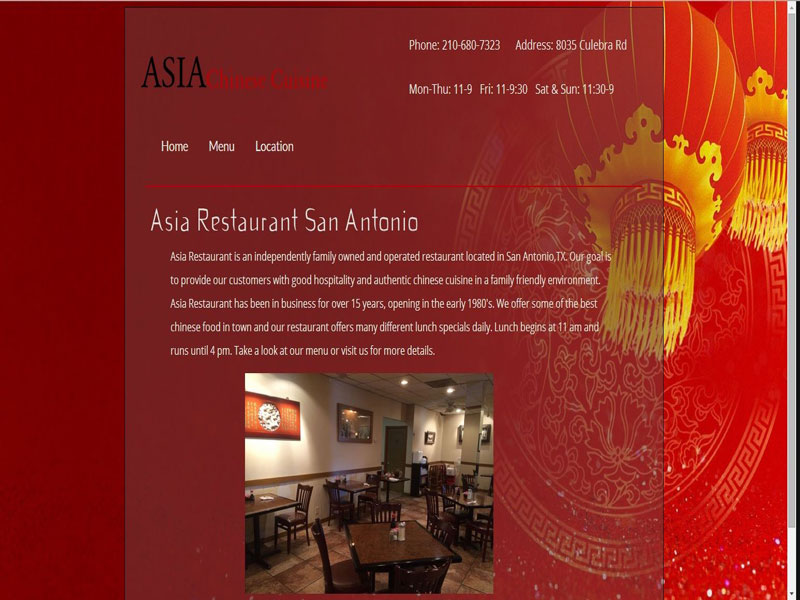 Phone: 210-680-7323 Address: 8035 Culebra Rd
ASIA Chinese Cuisine
Mon-Thu: 11-9 Fri: 11-9:30 Sat & Sun: 11:30-9
Home Menu Location
Asia Restaurant San Antonio
Asia Restaurant is an independently family owned and operated restaurant located in San Antonio,TX. Our goal is
to provide our customers with good hospitality and authentic chinese cuisine in a family friendly environment.
Asia Restaurant has been in business for over 15 years, opening in the early 1980's. We offer some of the best
chinese food in town and our restaurant offers many different lunch specials daily. Lunch begins at 11 am and
runs until 4 pm. Take a look at our menu or visit us for more details.